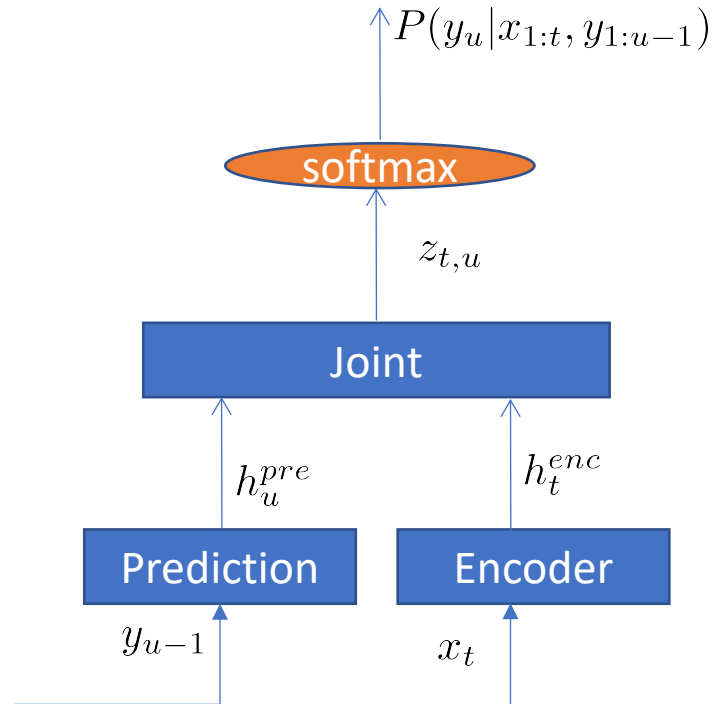 P(y_u|x_{1:t}, y_{1:u-1})
softmax
z_{t,u}
Joint
h_u^{pre} h_t^{enc}
Prediction Encoder
y_{u-1} x_t